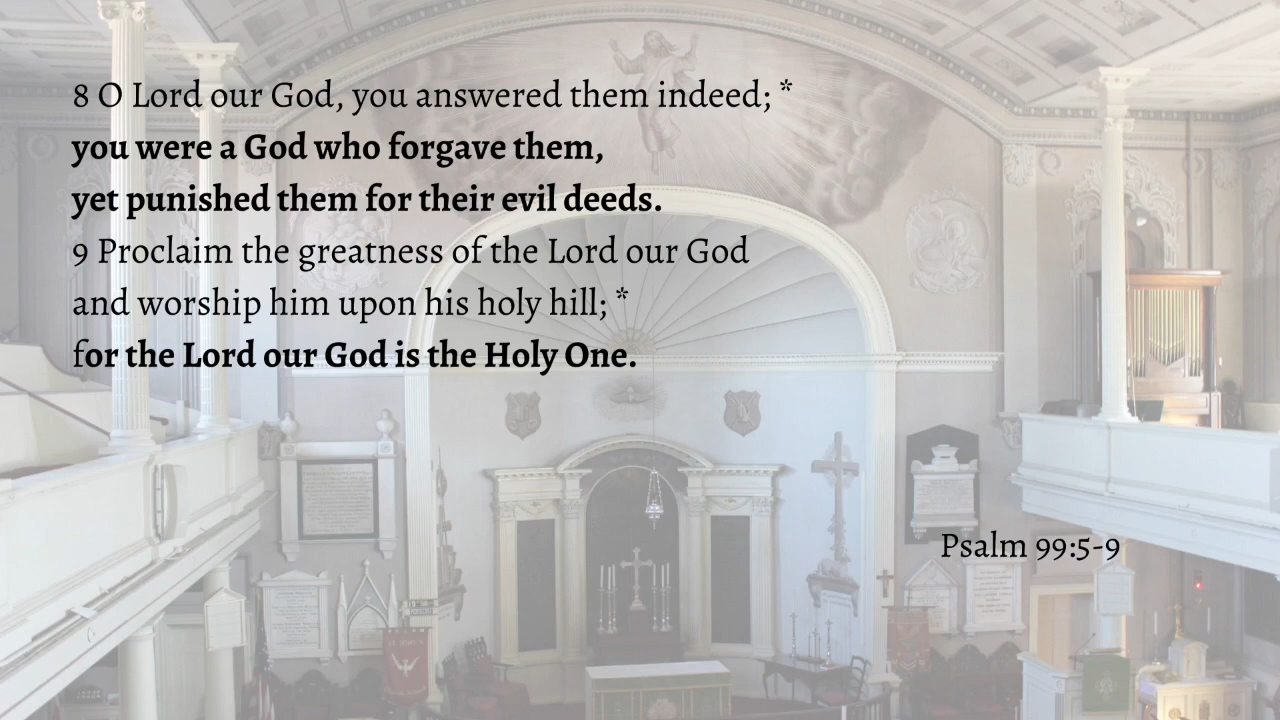 8 O Lord our God, you answered them indeed; *
you were a God who forgave them,
yet punished them for their evil deeds.
9 Proclaim the greatness of the Lord our God
and worship him upon his holy hill; *
for the Lord our God is the Holy One.
Psalm 99:5-9